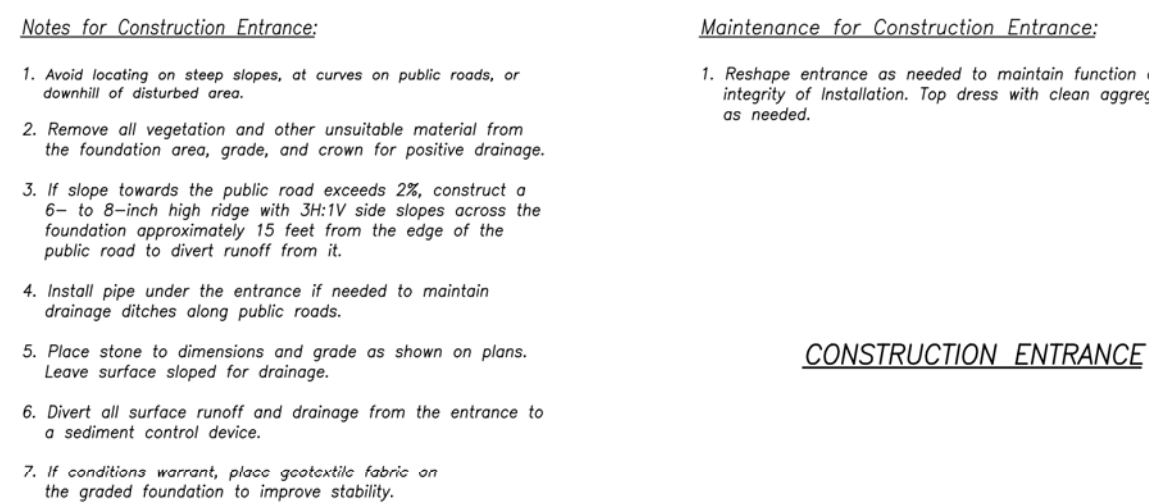 Notes for Construction Entrance:
1. Avoid locating on steep slopes, at curves on public roads, or
downhill of disturbed area.
2. Remove all vegetation and other unsuitable material from
the foundation area, grade, and crown for positive drainage.
3. If slope towards the public road exceeds 2%, construct a
6- to 8-inch high ridge with 3H:1V side slopes across the
foundation approximately 15 feet from the edge of the
public road to divert runoff from it.
4. Install pipe under the entrance if needed to maintain
drainage ditches along public roads.
5. Place stone to dimensions and grade as shown on plans.
Leave surface sloped for drainage.
6. Divert all surface runoff and drainage from the entrance to
a sediment control device.
7. If conditions warrant, place geotextile fabric on
the graded foundation to improve stability.
Maintenance for Construction Entrance:
1. Reshape entrance as needed to maintain function
integrity of Installation. Top dress with clean
as needed.
CONSTRUCTION ENTRANCE